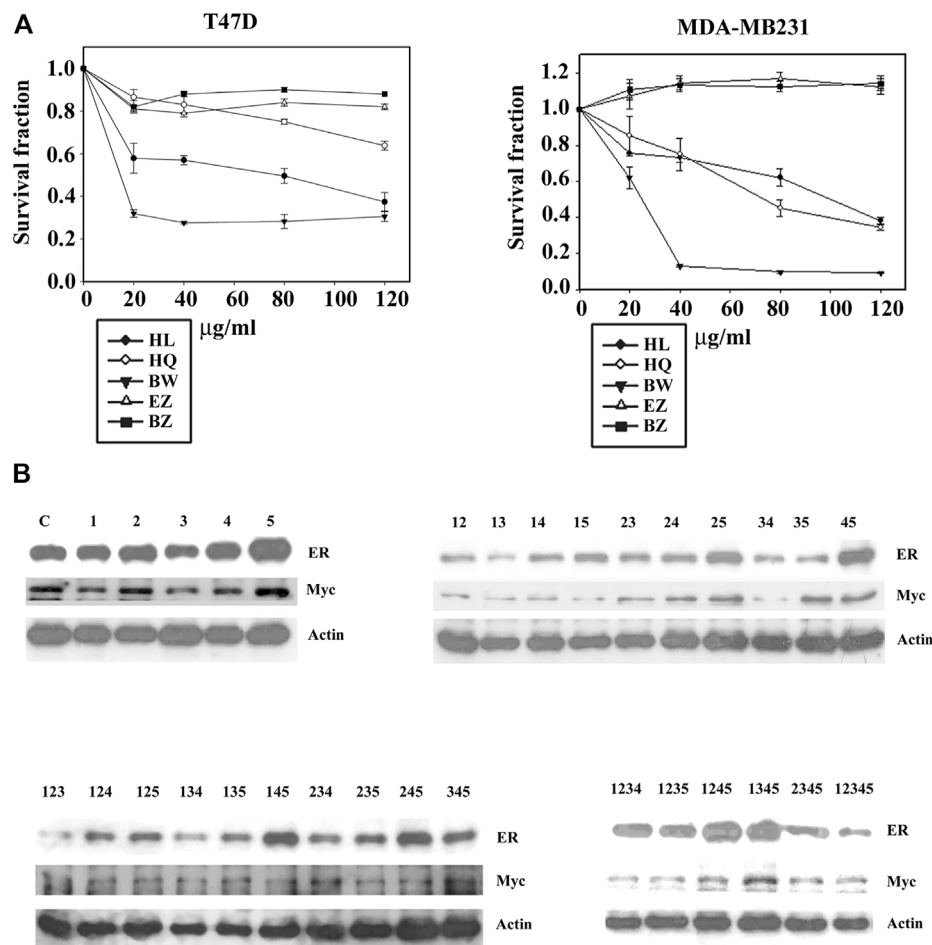 A
T47D
MDA-MB231
Survival fraction
1.0
0.8
0.6
0.4
0.2
0.0
0 20 40 80 100 120
µg/ml
HL
HQ
BW
EZ
BZ
Survival fraction
1.2
1.0
0.8
0.6
0.4
0.2
0.0
0 20 40 80 100 120
µg/ml
HL
HQ
BW
EZ
BZ
B
C 1 2 3 4 5
ER
Myc
Actin
12 13 14 15 23 24 25 34 35 45
ER
Myc
Actin
123 124 125 134 135 145 234 235 245 345
ER
Myc
Actin
1234 1235 1245 1345 2345 12345
ER
Myc
Actin